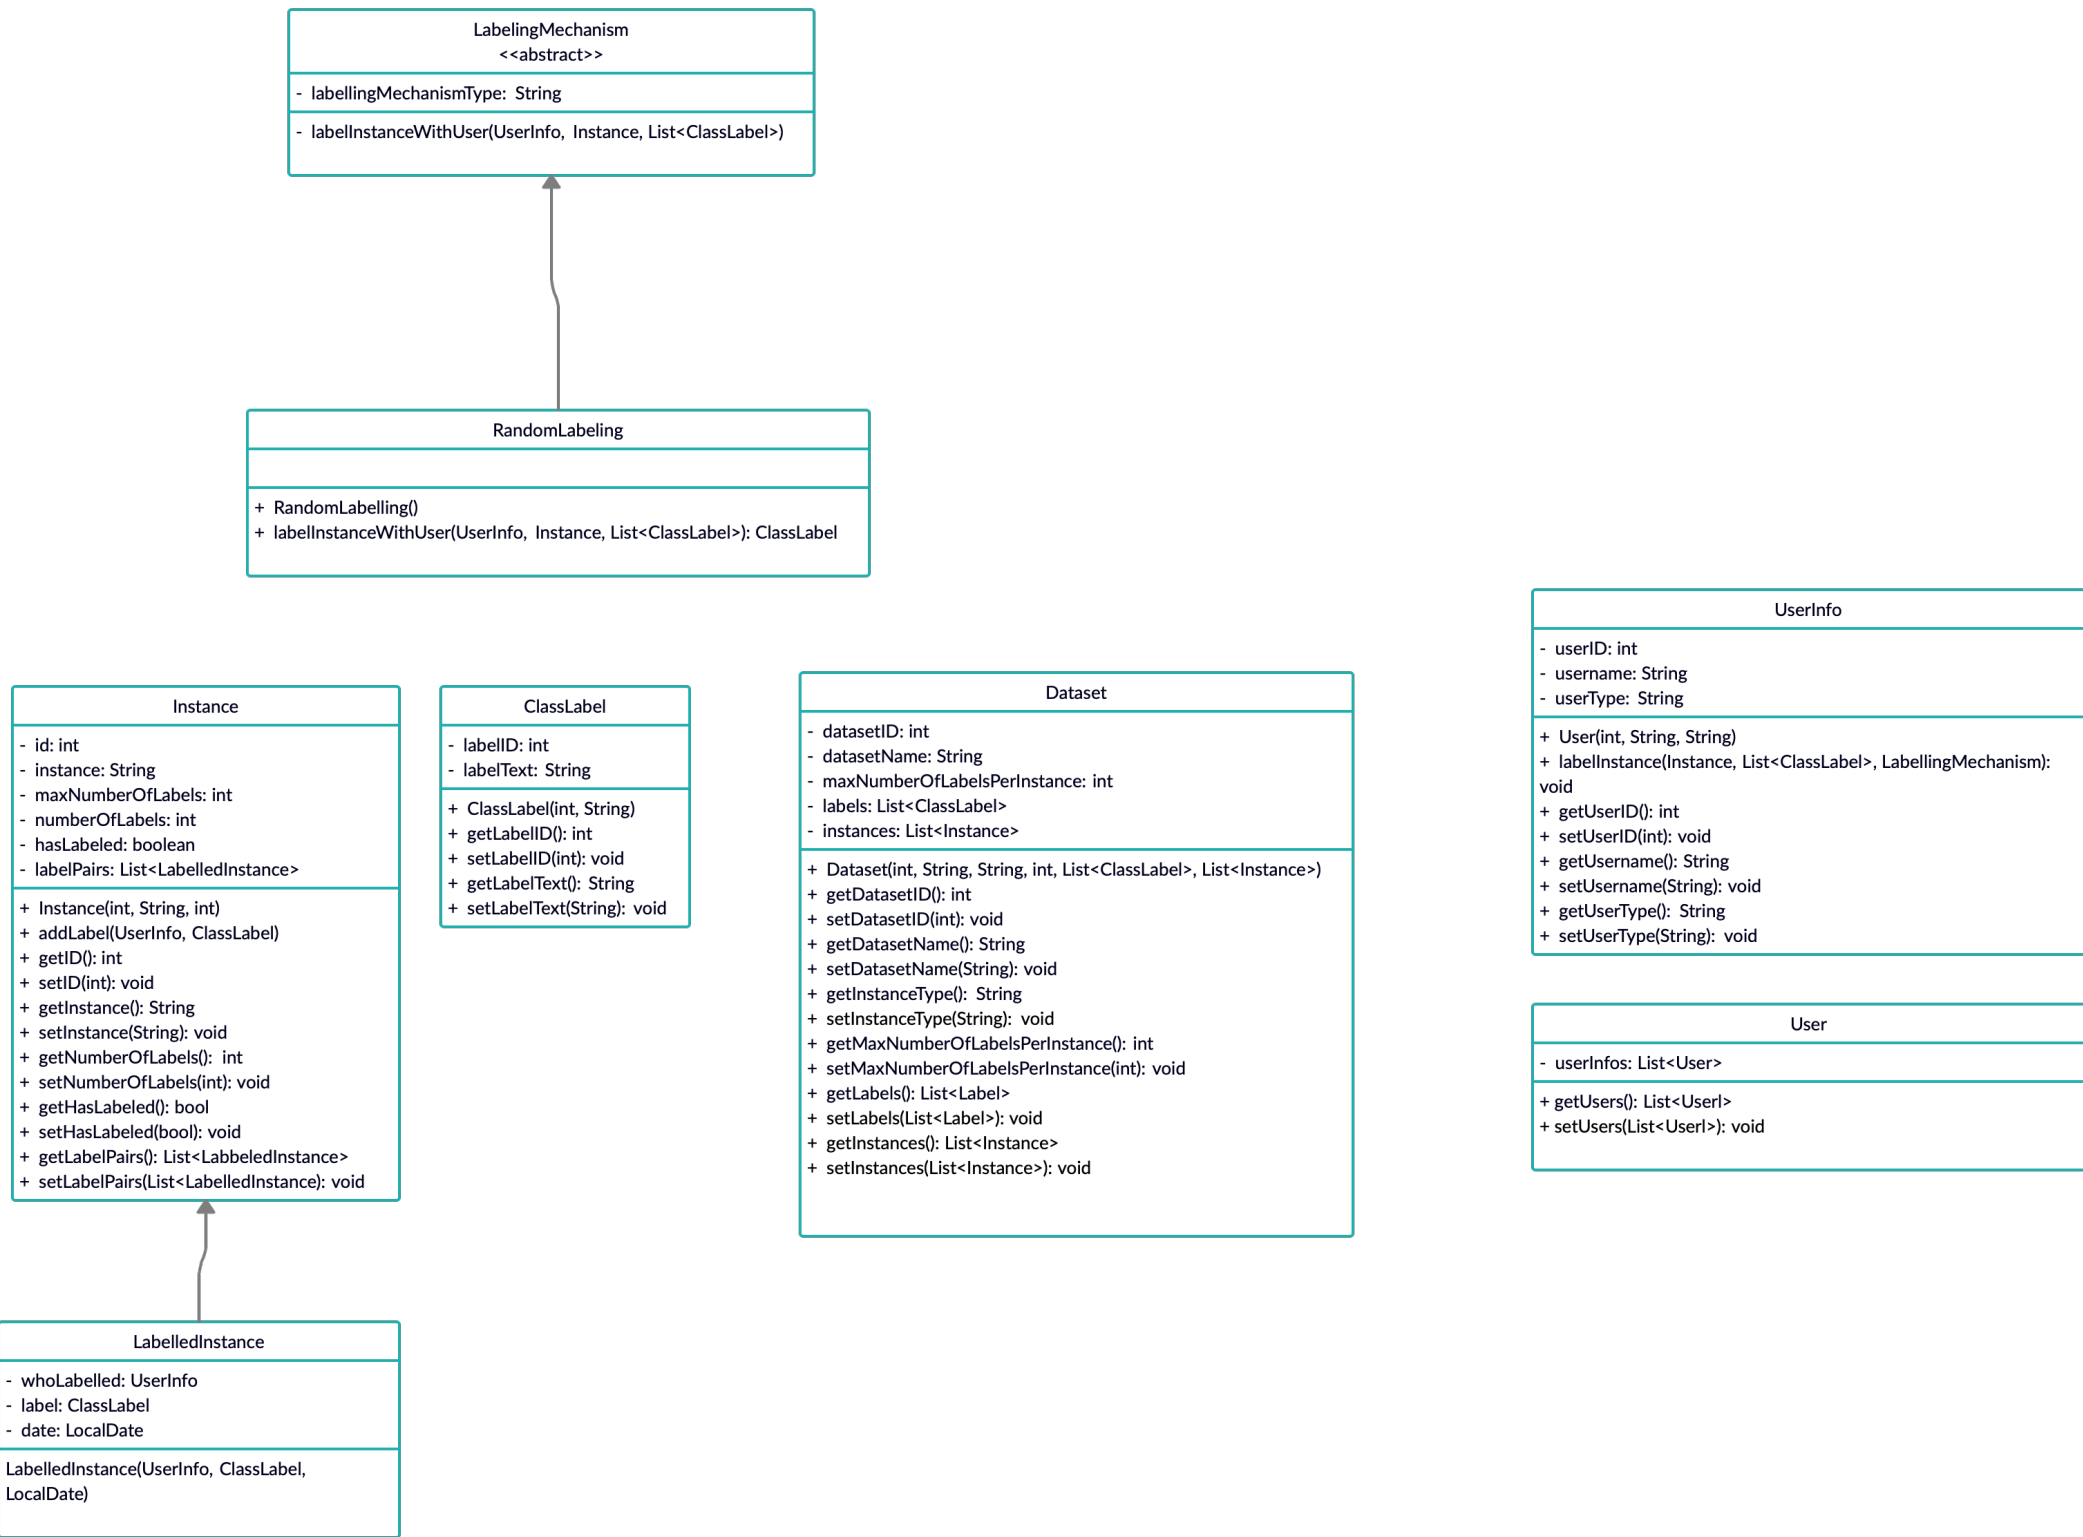 LabelingMechanism
<<abstract>>
- labellingMechanismType: String
- labelInstanceWithUser(UserInfo, Instance, List<ClassLabel>)
RandomLabeling
+ RandomLabelling()
+ labelInstanceWithUser(UserInfo, Instance, List<ClassLabel>): ClassLabel
Instance
- id: int
- instance: String
- maxNumberOfLabels: int
- numberOfLabels: int
- hasLabeled: boolean
- labelPairs: List<LabelledInstance>
+ Instance(int, String, int)
+ addLabel(UserInfo, ClassLabel)
+ getID(): int
+ setID(int): void
+ getInstance(): String
+ setInstance(String): void
+ getNumberOfLabels(): int
+ setNumberOfLabels(int): void
+ getHasLabeled(): bool
+ setHasLabeled(bool): void
+ getLabelPairs(): List<LabbeledInstance>
+ setLabelPairs(List<LabelledInstance): void
ClassLabel
- labelID: int
- labelText: String
+ ClassLabel(int, String)
+ getLabelID(): int
+ setLabelID(int): void
+ getLabelText(): String
+ setLabelText(String): void
Dataset
- datasetID: int
- datasetName: String
- maxNumberOfLabelsPerInstance: int
- labels: List<ClassLabel>
- instances: List<Instance>
+ Dataset(int, String, String, int, List<ClassLabel>, List<Instance>)
+ getDatasetID(): int
+ setDatasetID(int): void
+ getDatasetName(): String
+ setDatasetName(String): void
+ getInstanceType(): String
+ setInstanceType(String): void
+ getMaxNumberOfLabelsPerInstance(): int
+ setMaxNumberOfLabelsPerInstance(int): void
+ getLabels(): List<Label>
+ setLabels(List<Label>): void
+ getInstances(): List<Instance>
+ setInstances(List<Instance>): void
UserInfo
- userID: int
- username: String
- userType: String
+ User(int, String, String)
+ labelInstance(Instance, List<ClassLabel>, LabellingMechanism):
void
+ getUserID(): int
+ setUserID(int): void
+ getUsername(): String
+ setUsername(String): void
+ getUserType(): String
+ setUserType(String): void
User
- userInfos: List<User>
+ getUsers(): List<UserI>
+ setUsers(List<UserI>): void
LabelledInstance
- whoLabelled: UserInfo
- label: ClassLabel
- date: LocalDate
LabelledInstance(UserInfo, ClassLabel,
LocalDate)